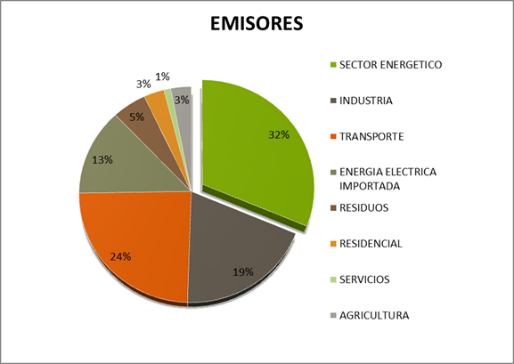 EMISORES
32%
19%
24%
13%
5%
3%
1%
3%
SECTOR ENERGETICO
INDUSTRIA
TRANSPORTE
ENERGIA ELECTRICA
IMPORTADA
RESIDUOS
RESIDENCIAL
SERVICIOS
AGRICULTURA